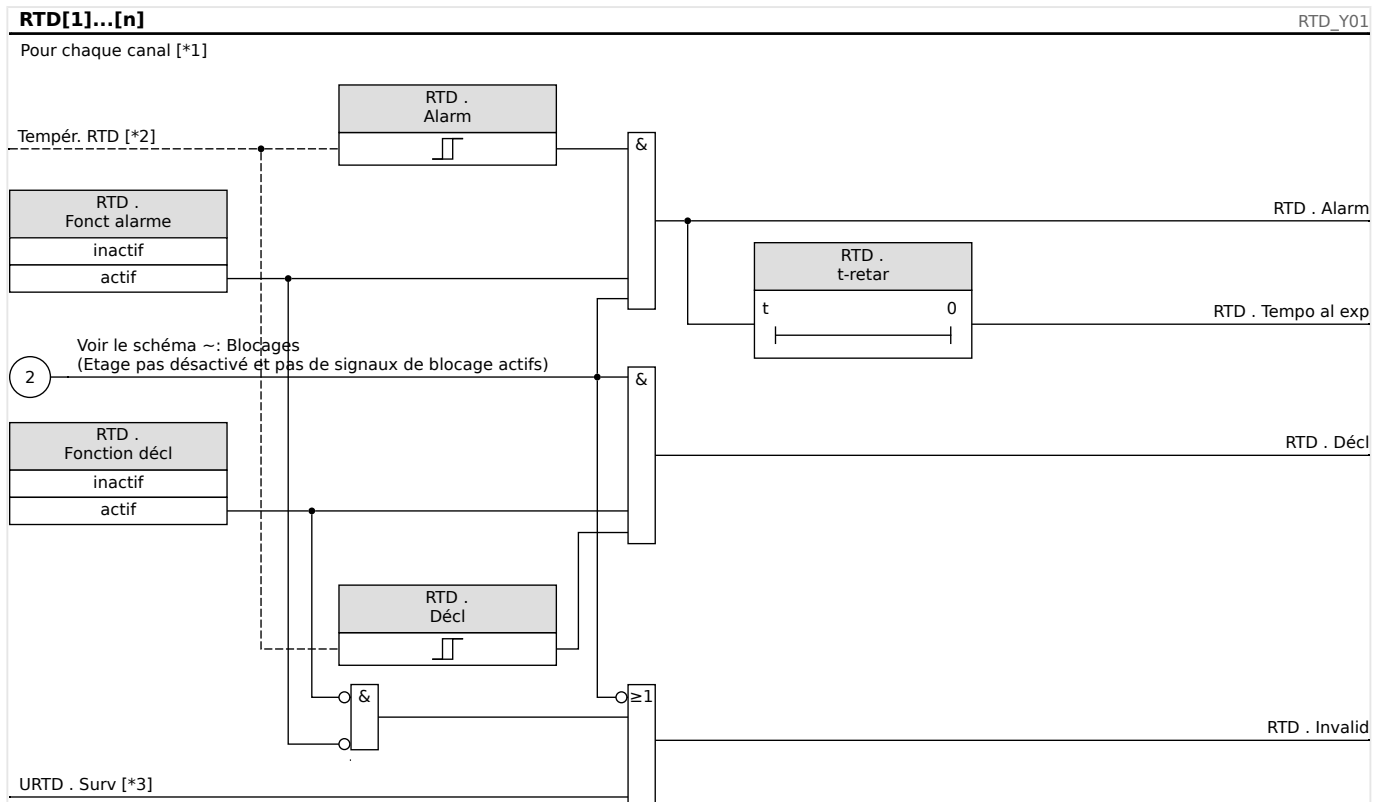 RTD[1]...[n]
RTD_Y01
Pour chaque canal [*1]
RTD .
Alarm
Tempér. RTD [*2]
&
RTD .
Fonct alarme
inactif
actif
RTD . Alarm
RTD .
t-retar
t
0
RTD . Tempo al exp
Voir le schéma ~: Blocages
(Etage pas désactivé et pas de signaux de blocage actifs)
2
&
RTD .
Fonction décl
inactif
actif
RTD . Décl
RTD .
Décl
&
≥1
RTD . Invalid
URTD . Surv [*3]